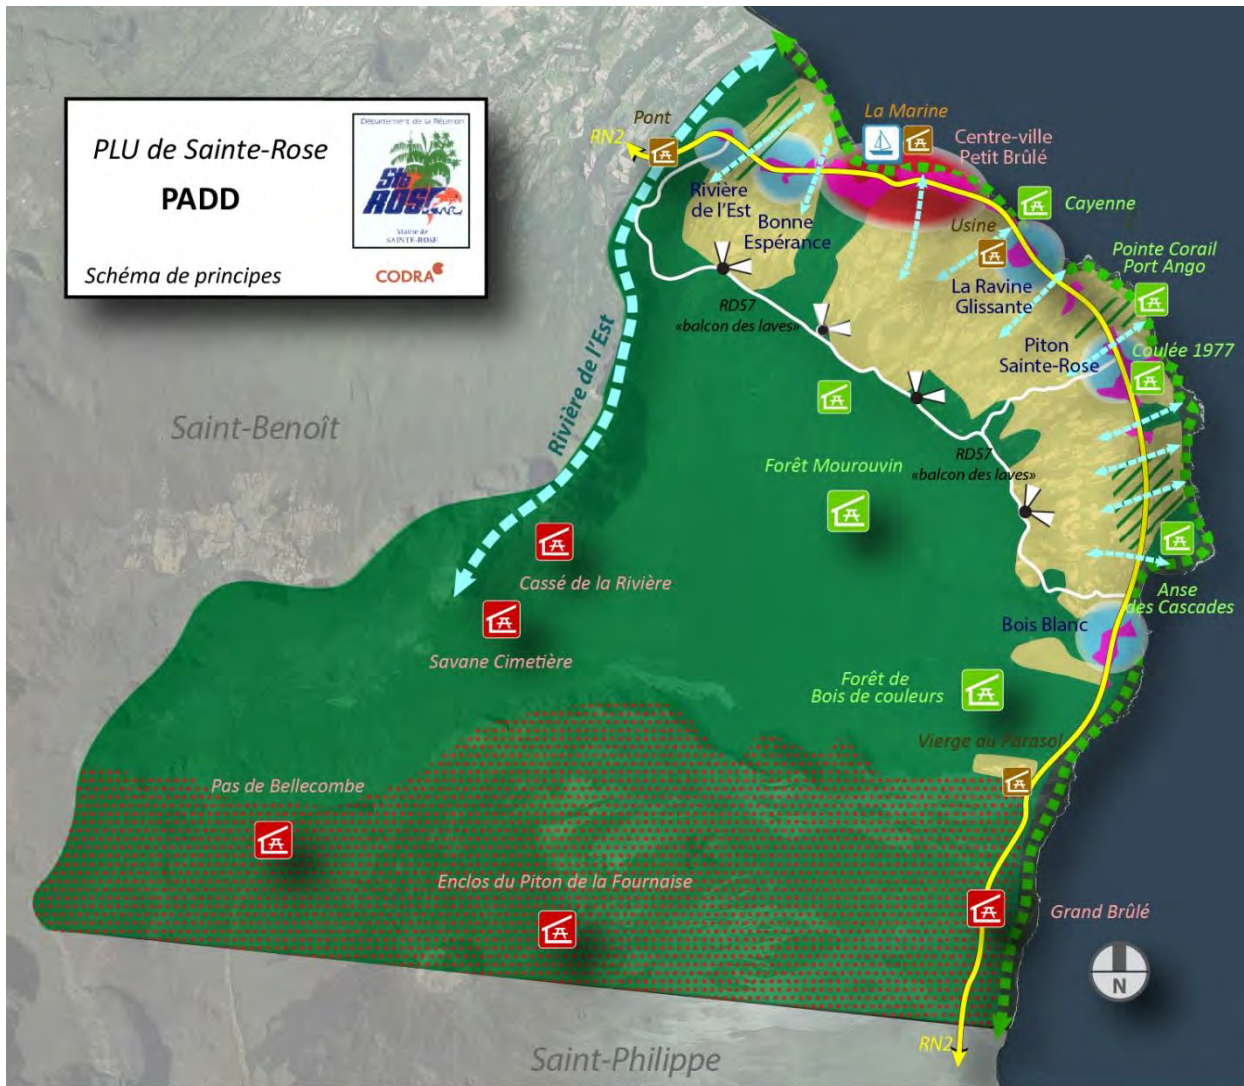 PLU de Sainte-Rose
PADD
Schéma de principes
Département de la Réunion
Ste
ROSE
Mairie de
SAINTE-ROSE
CODRA
RN2
Pont
La Marine
Centre-ville
Petit Brûlé
Rivière
de l'Est
Bonne
Espérance
Usine
Cayenne
Pointe Corail
Port Ango
La Ravine
Glissante
RD57
«balcon des laves»
Piton
Sainte-Rose
Coulée 1977
Rivière de l'Est
Saint-Benoît
Forêt Mourouvin
RD57
«balcon des laves»
Cassé de la Rivière
Anse
des Cascades
Savane Cimetière
Bois Blanc
Forêt de
Bois de couleurs
Vierge au Parasol
Pas de Bellecombe
Enclos du Piton de la Fournaise
Grand Brûlé
N
RN2
Saint-Philippe